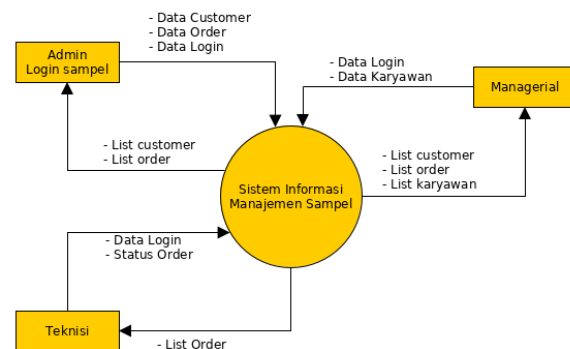 - Data Customer
- Data Order
- Data Login
Admin
Login sampel
- Data Login
- Data Karyawan
Managerial
- List customer
- List order
- List customer
- List order
- List karyawan
Sistem Informasi
Manajemen Sampel
- Data Login
- Status Order
Teknisi
- List Order